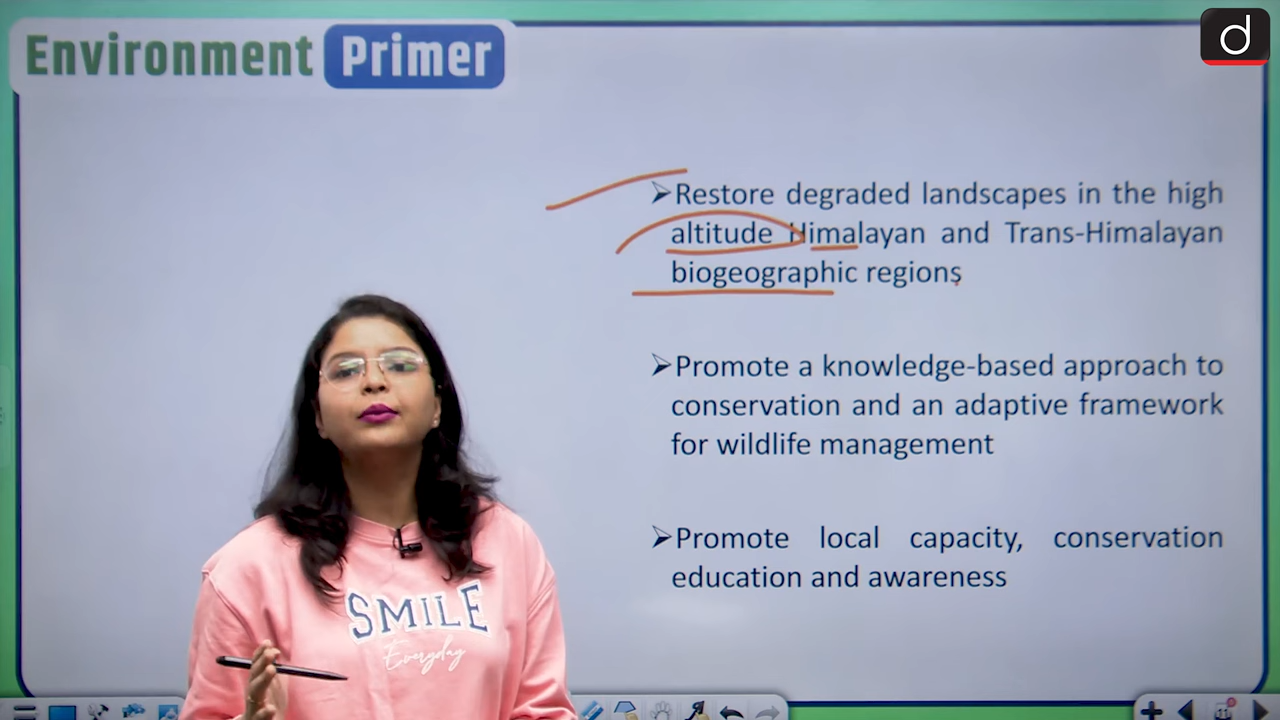 Environment Primer
d
➢Restore degraded landscapes in the high
altitude Himalayan and Trans-Himalayan
biogeographic regions
➢Promote a knowledge-based approach to
conservation and an adaptive framework
for wildlife management
➢Promote local capacity, conservation
education and awareness
SMILE
Everyday
11